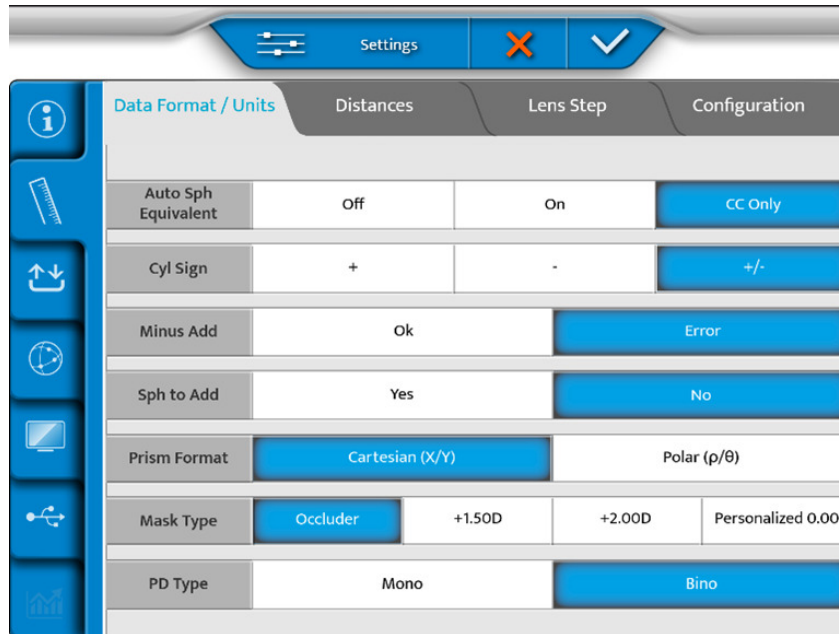 Settings
Data Format / Units Distances Lens Step Configuration
Auto Sph
Equivalent Off On CC Only
Cyl Sign + - +/-
Minus Add Ok Error
Sph to Add Yes No
Prism Format Cartesian (X/Y) Polar (ρ/θ)
Mask Type Occluder +1.50D +2.00D Personalized 0.00
PD Type Mono Bino